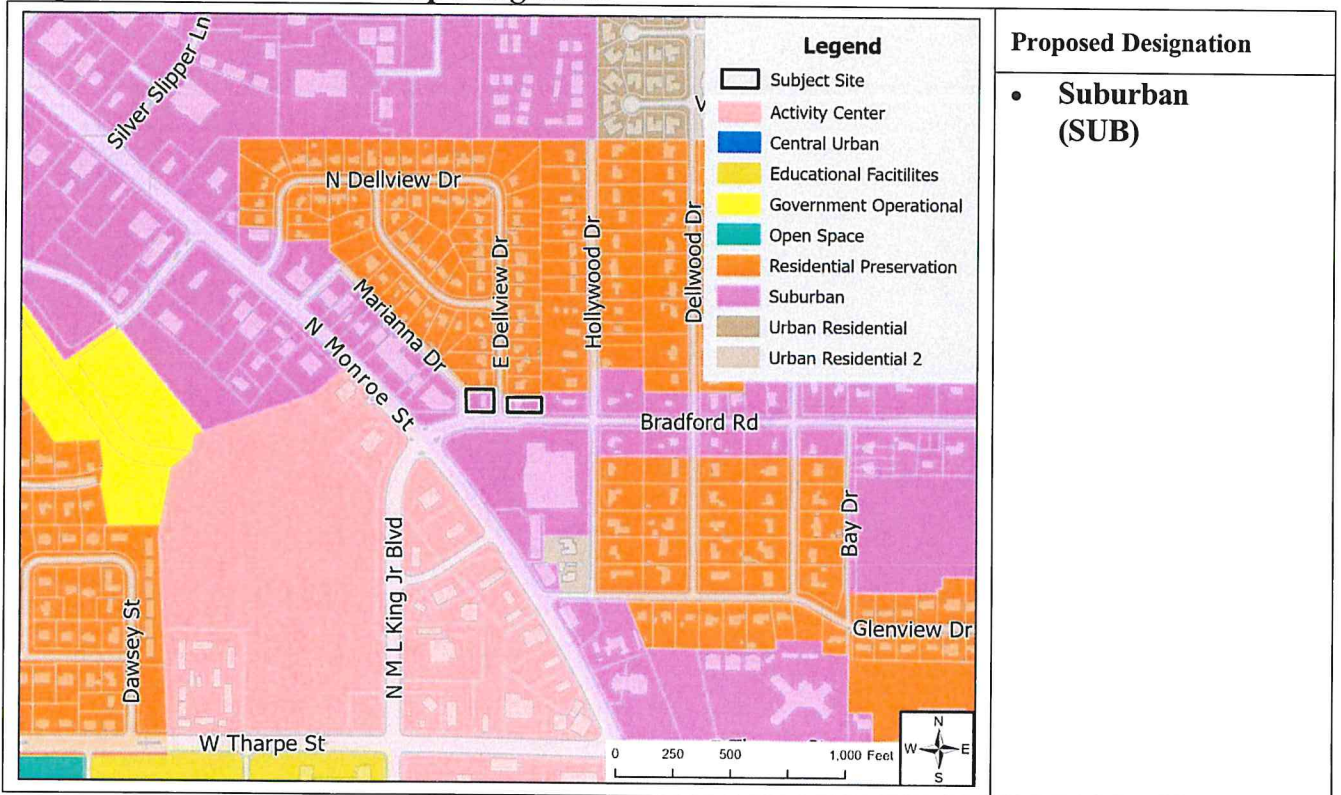 Legend
Subject Site
Activity Center
Central Urban
Educational Facitilites
Government Operational
Open Space
Residential Preservation
Suburban
Urban Residential
Urban Residential 2
Proposed Designation
• Suburban
(SUB)
Silver Slipper Ln
N Dellview Dr
E Dellview Dr
Hollywood Dr
Dellwood Dr
Marianna Dr
N Monroe St
Bradford Rd
Bay Dr
N M L King Jr Blvd
Dawsey St
Glenview Dr
W Tharpe St
0 250 500 1,000 Feet
N
W E
S